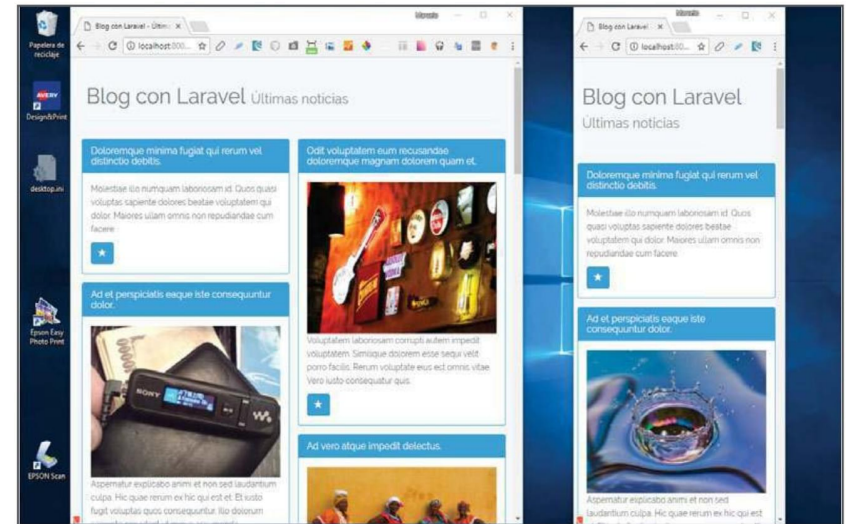 Papelera de
reciclaje
AVERY
Design&Print
desktop.ini
Epson Easy
Photo Print
EPSON Scan
Blog con Laravel - Últim
localhost:800...
Blog con Laravel Últimas noticias
Doloremque minima fugiat qui rerum vel
distinctio debitis.
Molestiae illo numquam laboriosam id. Quos quasi
voluptas sapiente dolores beatae voluptatem qui
dolor. Maiores ullam omnis non repudiandae cum
facere
Ad et perspiciatis eaque iste consequuntur
dolor.
SONY
Aspernatur explicabo animi et non sed laudantium
culpa. Hic quae rerum ex hic qui est et. Et iusto
fugit voluptas quos consequuntur. Illo dolorum
Odit voluptatem eum recusandae
doloremque magnam dolorem quam et.
Voluptatem laboriosam corrupti autem impedit
voluptatem. Similique dolorem esse sequi velit
porro facilis. Rerum voluptate eius est omnis vitae.
Vero iusto consequatur quis.
Ad vero atque impedit delectus.
Blog con Laravel
localhost:80...
Blog con Laravel
Últimas noticias
Doloremque minima fugiat qui rerum vel
distinctio debitis.
Molestiae illo numquam laboriosam id. Quos
quasi voluptas sapiente dolores beatae
voluptatem qui dolor. Maiores ullam omnis non
repudiandae cum facere
Ad et perspiciatis eaque iste
consequuntur dolor.
Aspernatur explicabo animi et non sed
laudantium culpa. Hic quae rerum ex hic qui est